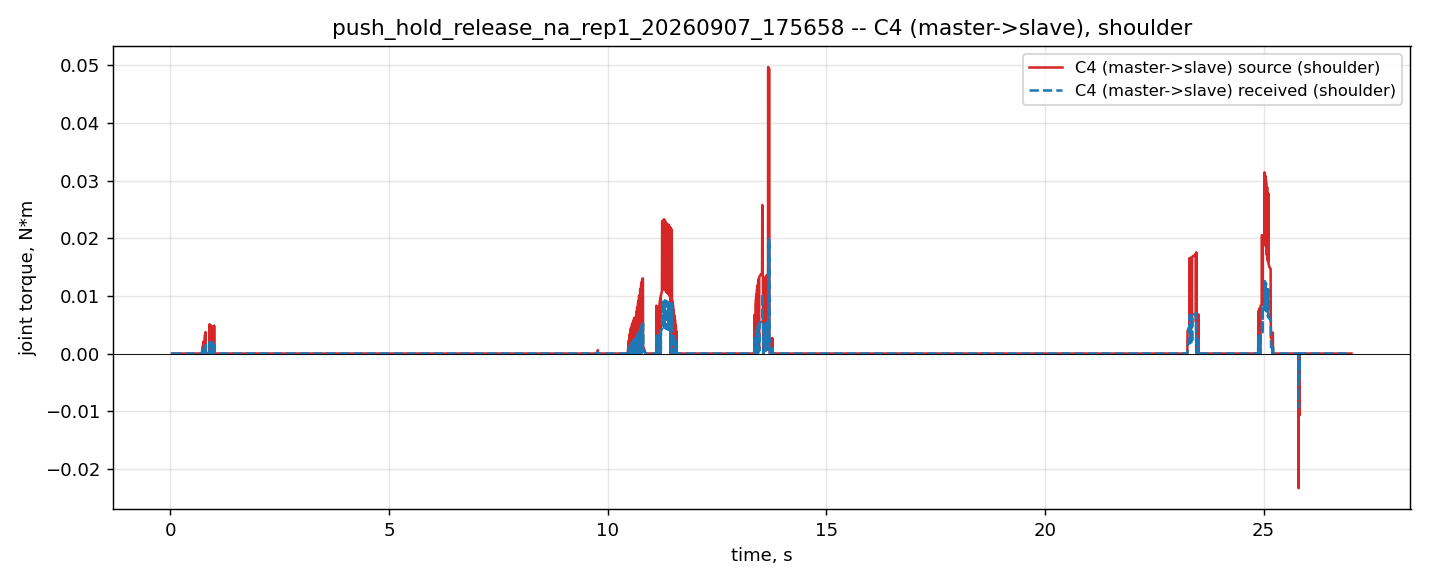 push_hold_release_na_rep1_20260907_175658 -- C4 (master->slave), shoulder
C4 (master->slave) source (shoulder)
C4 (master->slave) received (shoulder)
joint torque, N*m
0.05
0.04
0.03
0.02
0.01
0.00
−0.01
−0.02
0 5 10 15 20 25
time, s